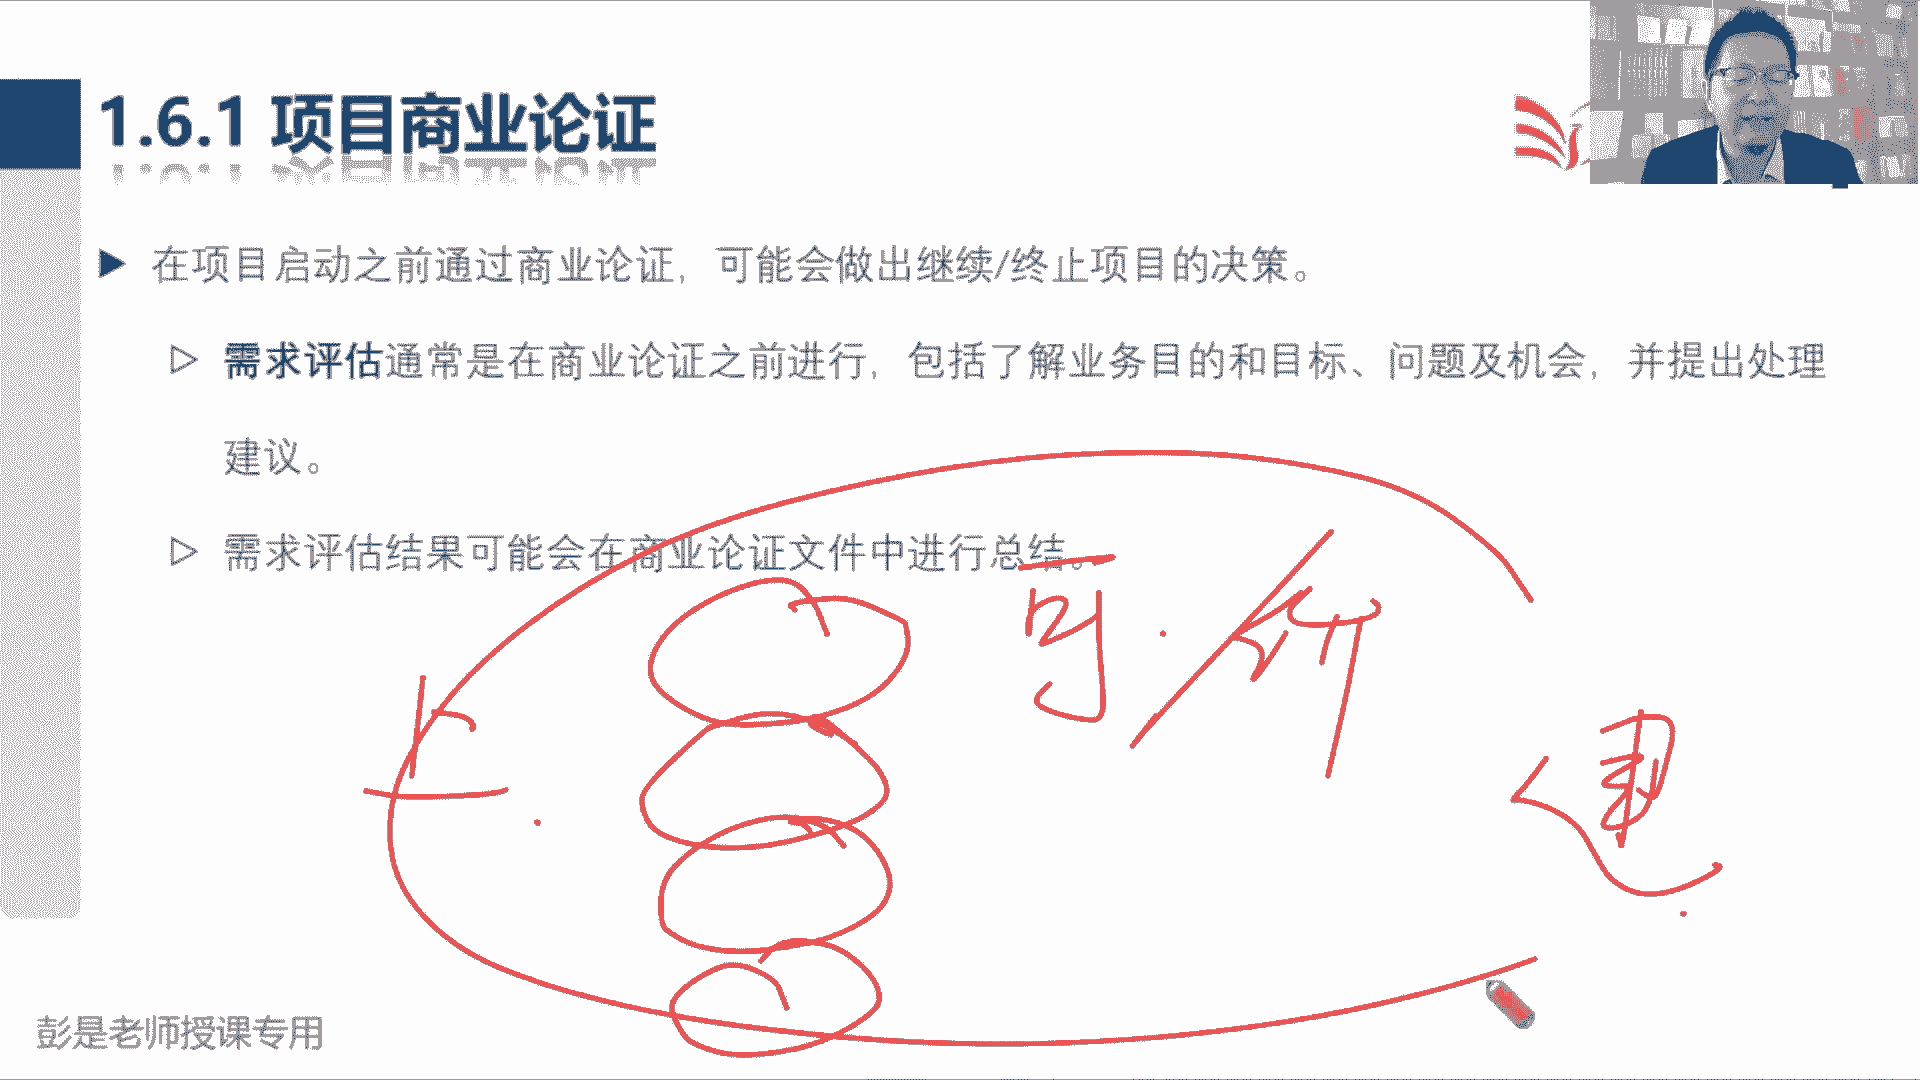 1.6.1 项目商业论证
在项目启动之前通过商业论证，可能会做出继续/终止项目的决策。
需求评估通常是在商业论证之前进行，包括了解业务目的和目标、问题及机会，并提出处理
建议。
需求评估结果可能会在商业论证文件中进行总结。
可
上
彭是老师授课专用